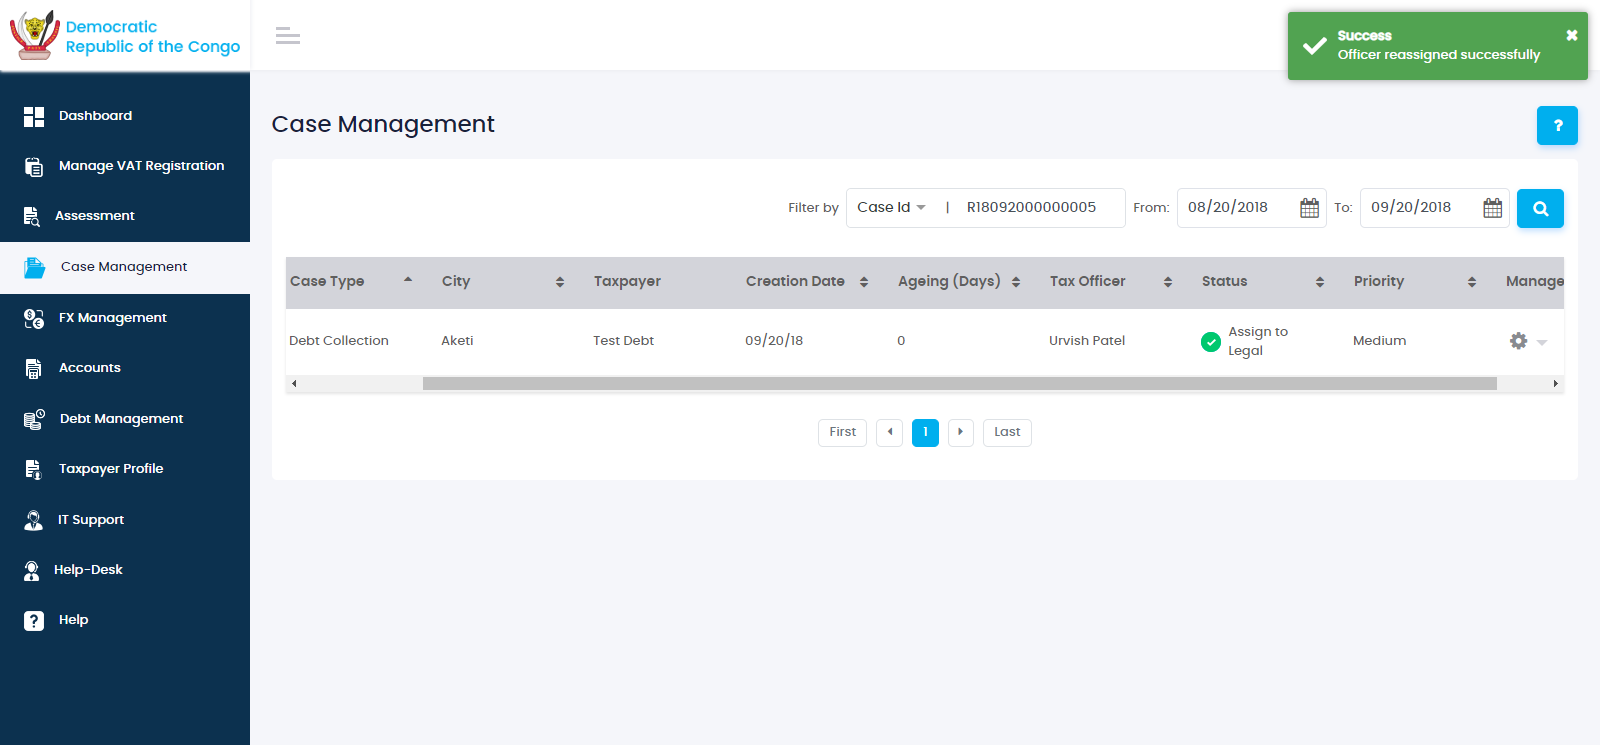 Democratic
Republic of the Congo
Success
Officer reassigned successfully
Dashboard
Manage VAT Registration
Assessment
Case Management
FX Management
Accounts
Debt Management
Taxpayer Profile
IT Support
Help-Desk
Help
Case Management
?
Filter by Case Id | R18092000000005 From: 08/20/2018 To: 09/20/2018
Case Type City Taxpayer Creation Date Ageing (Days) Tax Officer Status Priority Manage
Debt Collection Aketi Test Debt 09/20/18 0 Urvish Patel Assign to Legal Medium
First 1 Last